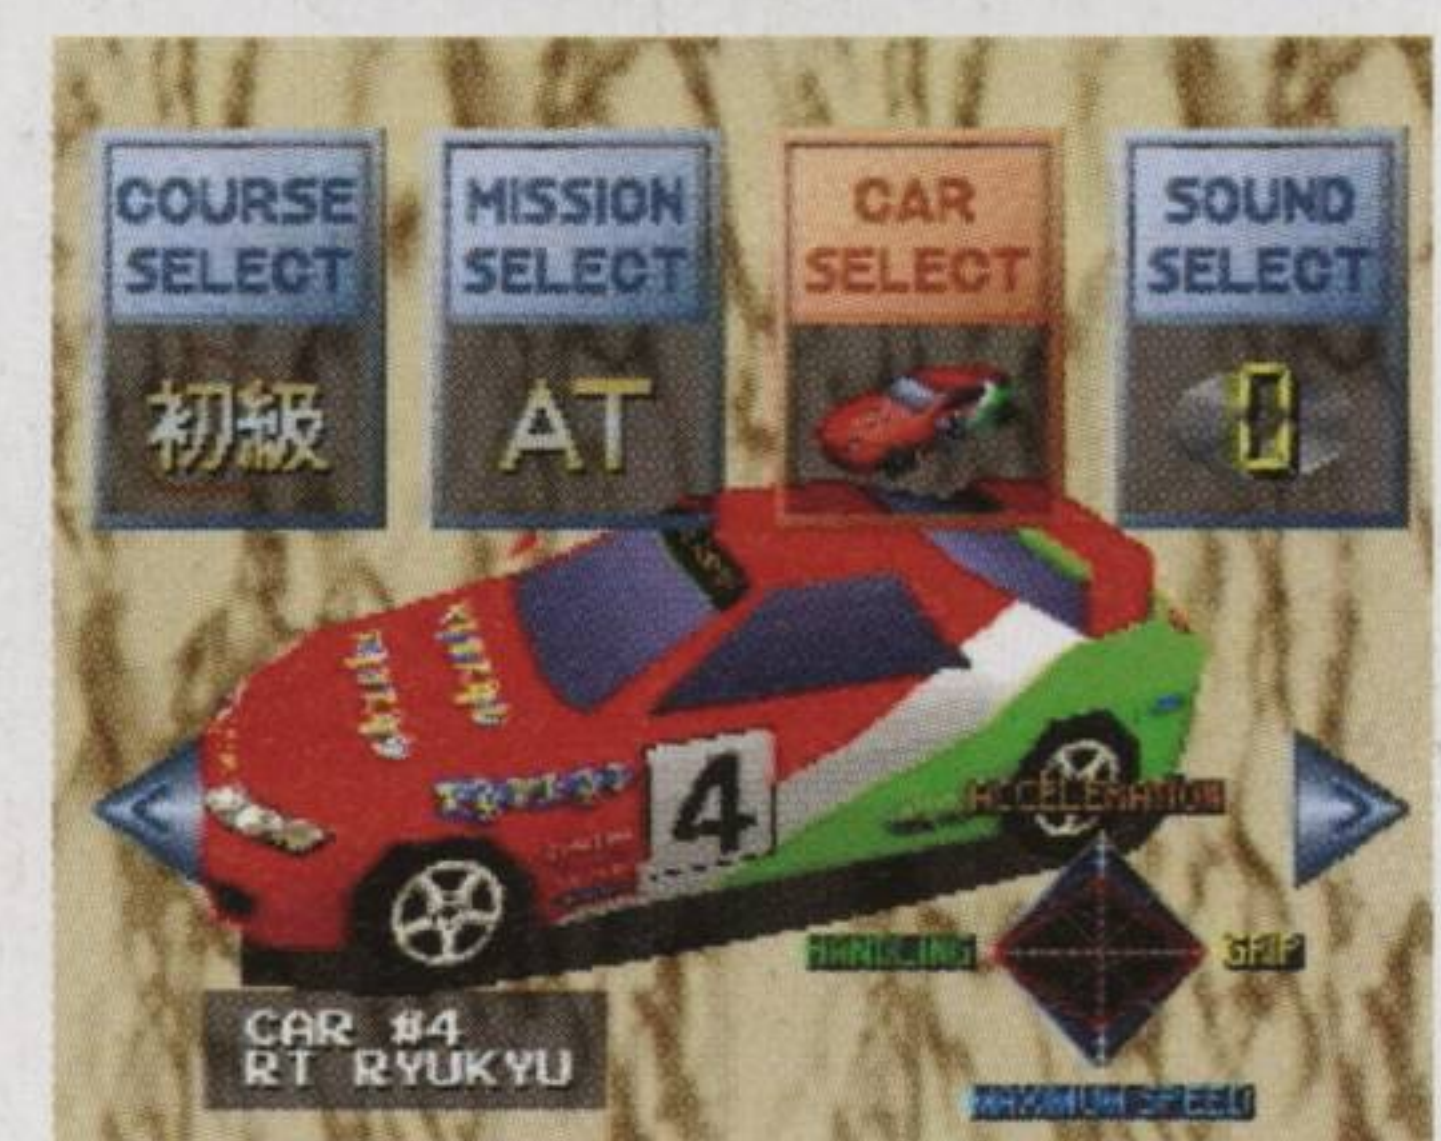 COURSE
SELECT
MISSION
SELECT
CAR
SELECT
SOUND
SELECT
初級
AT
0
4
ACCELERATION
HANDLING
GRIP
CAR #4
RT RYUKYU
MAXIMUM SPEED